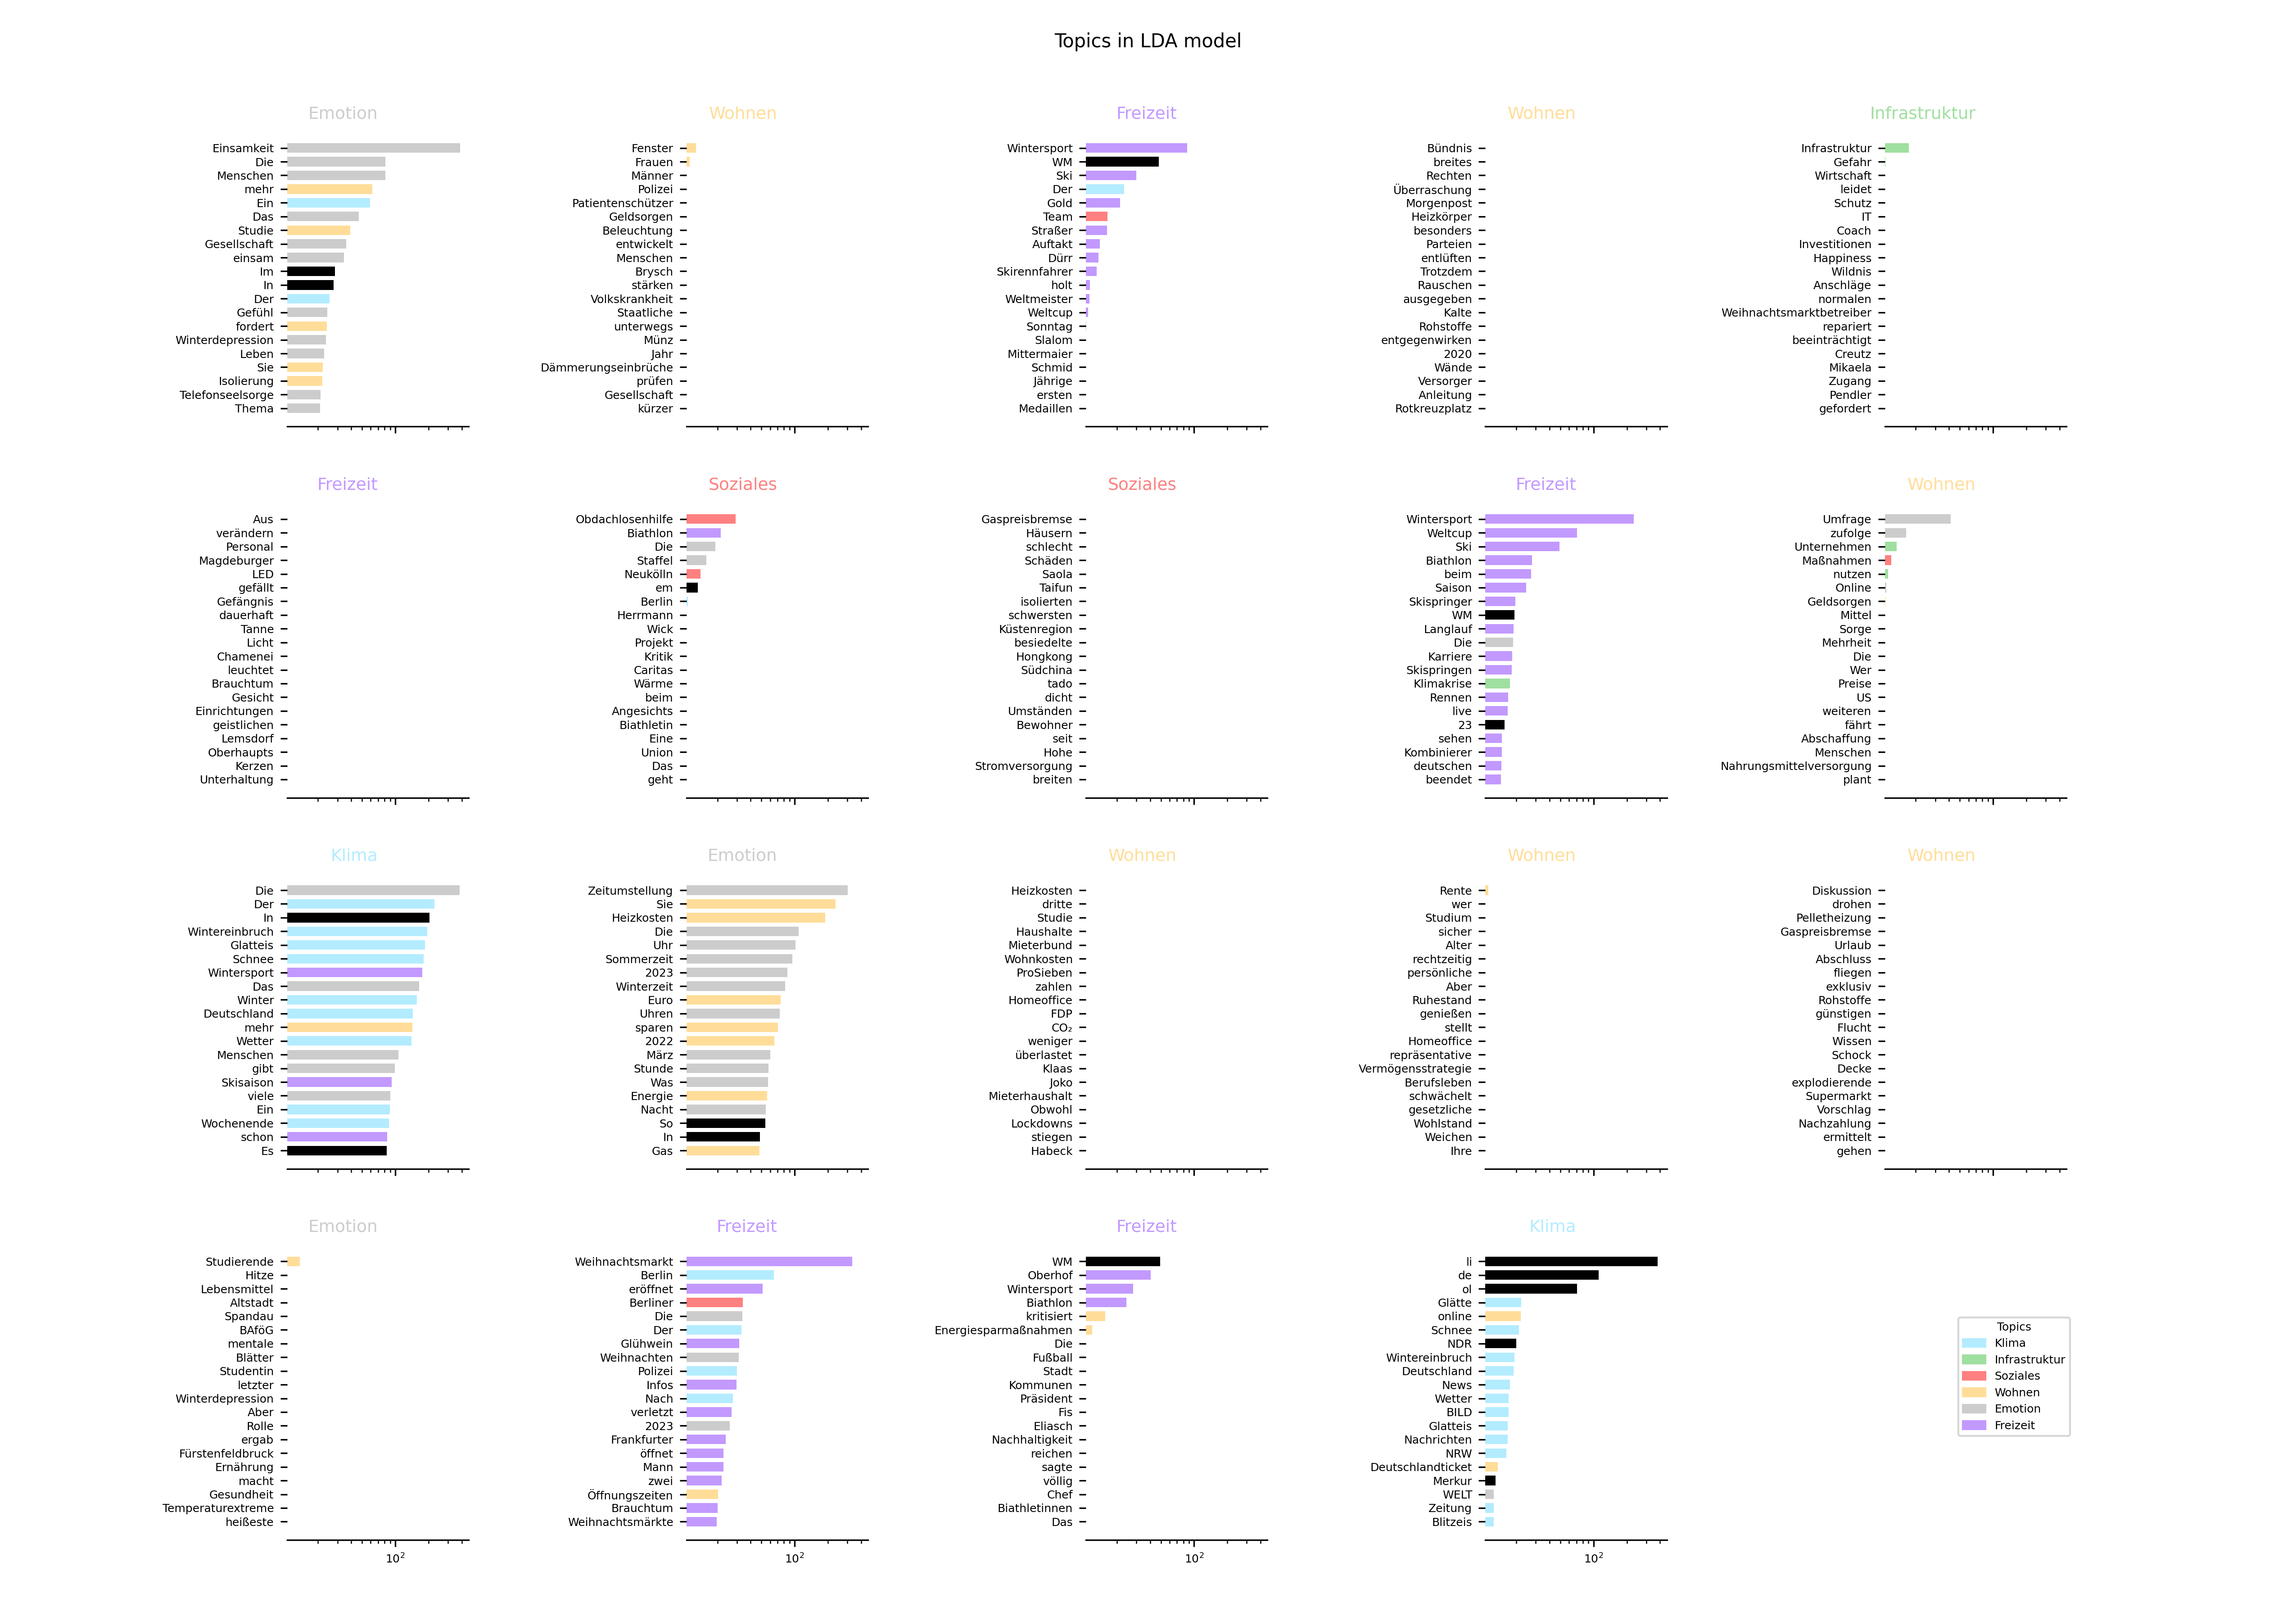 Topics in LDA model
Emotion
Einsamkeit
Die
Menschen
mehr
Ein
Das
Studie
Gesellschaft
einsam
Im
In
Der
Gefühl
fordert
Winterdepression
Leben
Sie
Isolierung
Telefonseelsorge
Thema
Wohnen
Fenster
Frauen
Männer
Polizei
Patientenschützer
Geldsorgen
Beleuchtung
entwickelt
Menschen
Brysch
stärken
Volkskrankheit
Staatliche
unterwegs
Münz
Jahr
Dämmerungseinbrüche
prüfen
Gesellschaft
kürzer
Freizeit
Wintersport
WM
Ski
Der
Gold
Team
Straßer
Auftakt
Dürr
Skirennfahrer
holt
Weltmeister
Weltcup
Sonntag
Slalom
Mittermaier
Schmid
Jährige
ersten
Medaillen
Wohnen
Bündnis
breites
Rechten
Überraschung
Morgenpost
Heizkörper
besonders
Parteien
entlüften
Trotzdem
Rauschen
ausgegeben
Kalte
Rohstoffe
entgegenwirken
2020
Wände
Versorger
Anleitung
Rotkreuzplatz
Infrastruktur
Infrastruktur
Gefahr
Wirtschaft
leidet
Schutz
IT
Coach
Investitionen
Happiness
Wildnis
Anschläge
normalen
Weihnachtsmarktbetreiber
repariert
beeinträchtigt
Creutz
Mikaela
Zugang
Pendler
gefordert
Freizeit
Aus
verändern
Personal
Magdeburger
LED
gefällt
Gefängnis
dauerhaft
Tanne
Licht
Chamenei
leuchtet
Brauchtum
Gesicht
Einrichtungen
geistlichen
Lemsdorf
Oberhaupts
Kerzen
Unterhaltung
Soziales
Obdachlosenhilfe
Biathlon
Die
Staffel
Neukölln
em
Berlin
Herrmann
Wick
Projekt
Kritik
Caritas
Wärme
beim
Angesichts
Biathletin
Eine
Union
Das
geht
Soziales
Gaspreisbremse
Häusern
schlecht
Schäden
Saola
Taifun
isolierten
schwersten
Küstenregion
besiedelte
Hongkong
Südchina
tado
dicht
Umständen
Bewohner
seit
Hohe
Stromversorgung
breiten
Freizeit
Wintersport
Weltcup
Ski
Biathlon
beim
Saison
Skispringer
WM
Langlauf
Die
Karriere
Skispringen
Klimakrise
Rennen
live
23
sehen
Kombinierer
deutschen
beendet
Wohnen
Umfrage
zufolge
Unternehmen
Maßnahmen
nutzen
Online
Geldsorgen
Mittel
Sorge
Mehrheit
Die
Wer
Preise
US
weiteren
fährt
Abschaffung
Menschen
Nahrungsmittelversorgung
plant
Klima
Die
Der
In
Wintereinbruch
Glatteis
Schnee
Wintersport
Das
Winter
Deutschland
mehr
Wetter
Menschen
gibt
Skisaison
viele
Ein
Wochenende
schon
Es
Emotion
Zeitumstellung
Sie
Heizkosten
Die
Uhr
Sommerzeit
2023
Winterzeit
Euro
Uhren
sparen
2022
März
Stunde
Was
Energie
Nacht
So
In
Gas
Wohnen
Heizkosten
dritte
Studie
Haushalte
Mieterbund
Wohnkosten
ProSieben
zahlen
Homeoffice
FDP
CO₂
weniger
überlastet
Klaas
Joko
Mieterhaushalt
Obwohl
Lockdowns
stiegen
Habeck
Wohnen
Rente
wer
Studium
sicher
Alter
rechtzeitig
persönliche
Aber
Ruhestand
genießen
stellt
Homeoffice
repräsentative
Vermögensstrategie
Berufsleben
schwächelt
gesetzliche
Wohlstand
Weichen
Ihre
Wohnen
Diskussion
drohen
Pelletheizung
Gaspreisbremse
Urlaub
Abschluss
fliegen
exklusiv
Rohstoffe
günstigen
Flucht
Wissen
Schock
Decke
explodierende
Supermarkt
Vorschlag
Nachzahlung
ermittelt
gehen
Emotion
Studierende
Hitze
Lebensmittel
Altstadt
Spandau
BAföG
mentale
Blätter
Studentin
letzter
Winterdepression
Aber
Rolle
ergab
Fürstenfeldbruck
Ernährung
macht
Gesundheit
Temperaturextreme
heißeste
10²
Freizeit
Weihnachtsmarkt
Berlin
eröffnet
Berliner
Die
Der
Glühwein
Weihnachten
Polizei
Infos
Nach
verletzt
2023
Frankfurter
öffnet
Mann
zwei
Öffnungszeiten
Brauchtum
Weihnachtsmärkte
10²
Freizeit
WM
Oberhof
Wintersport
Biathlon
kritisiert
Energiesparmaßnahmen
Die
Fußball
Stadt
Kommunen
Präsident
Fis
Eliasch
Nachhaltigkeit
reichen
sagte
völlig
Chef
Biathletinnen
Das
10²
Klima
li
de
ol
Glätte
online
Schnee
NDR
Wintereinbruch
Deutschland
News
Wetter
BILD
Glatteis
Nachrichten
NRW
Deutschlandticket
Merkur
WELT
Zeitung
Blitzeis
10²
Topics
Klima
Infrastruktur
Soziales
Wohnen
Emotion
Freizeit